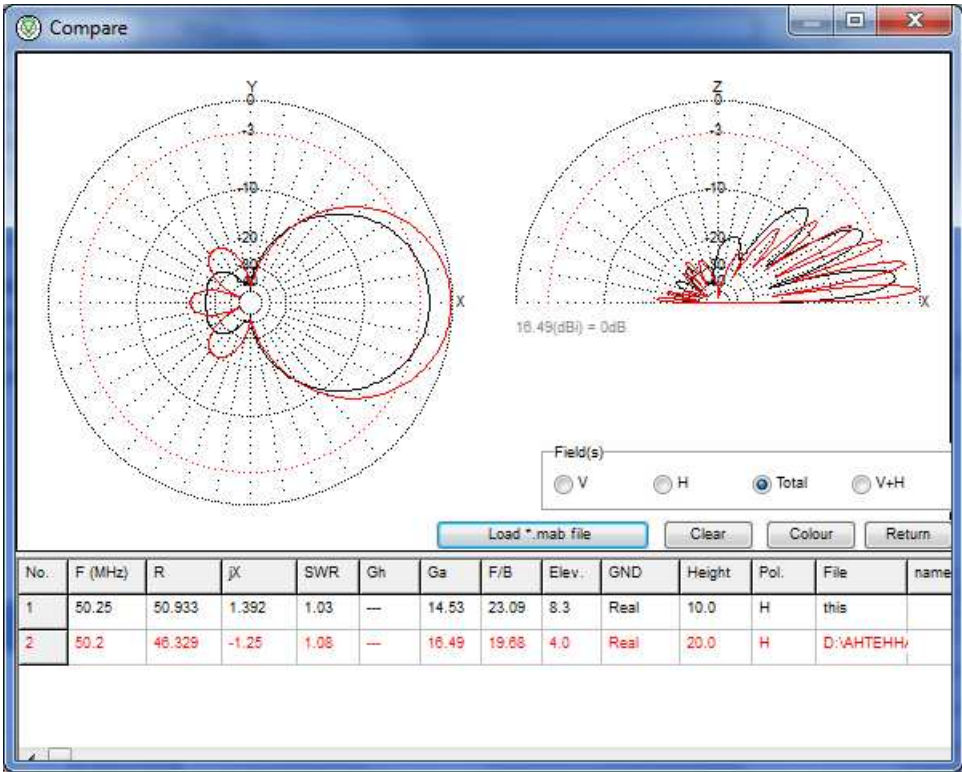 Compare
Y
0
-3
-10
-20
30
X
Z
0
-3
-10
-20
30
X
16.49(dBi) = 0dB
Field(s)
V H Total V+H
Load *.mab file Clear Colour Return
No. F (MHz) R jX SWR Gh Ga F/B Elev. GND Height Pol. File name
1 50.25 50.933 1.392 1.03 --- 14.53 23.09 8.3 Real 10.0 H this
2 50.2 46.329 -1.25 1.08 --- 16.49 19.68 4.0 Real 20.0 H D:\АНТЕННА